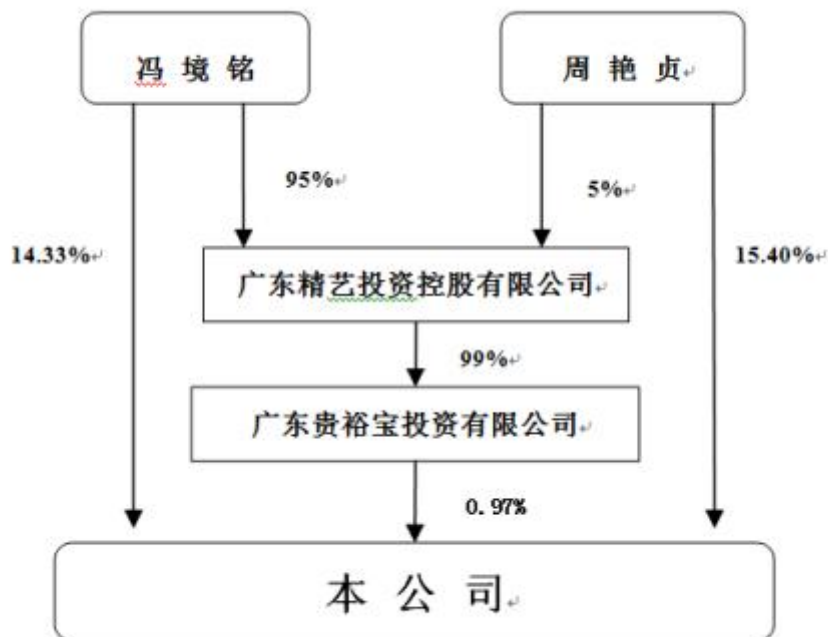 冯 境 铭
周 艳 贞
95%
5%
14.33%
15.40%
广东精艺投资控股有限公司
99%
广东贵裕宝投资有限公司
0.97%
本 公 司